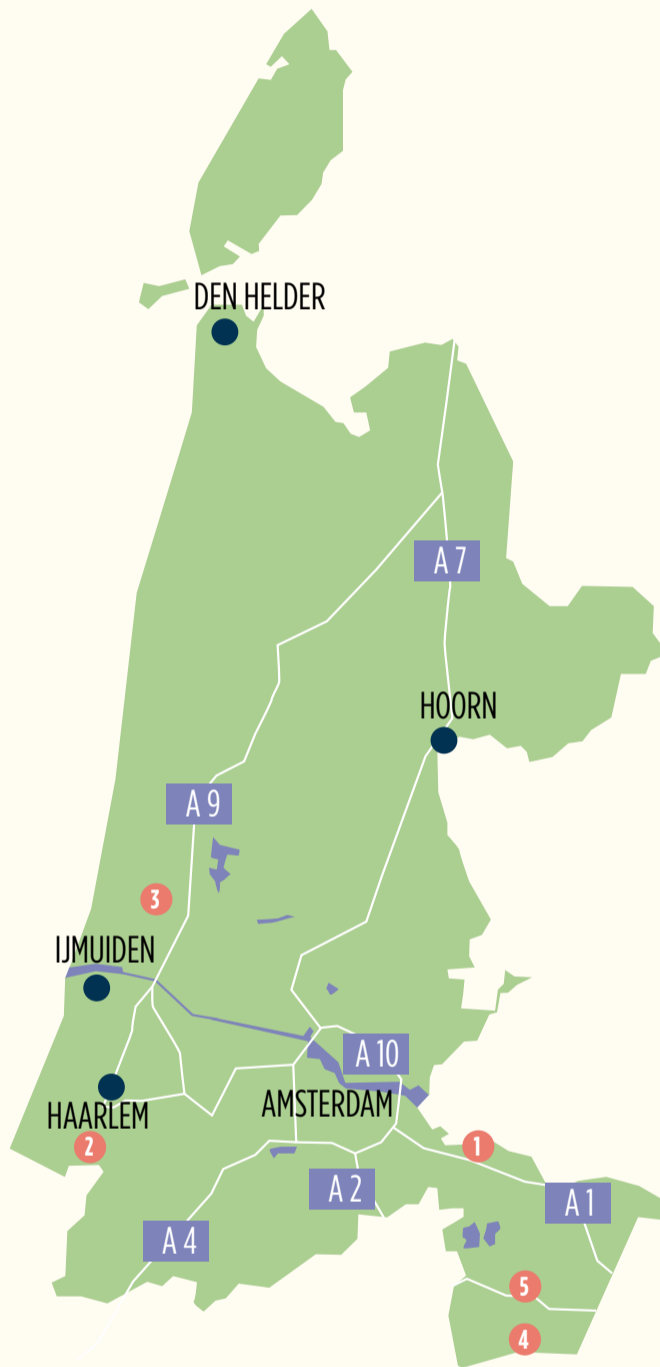 DEN HELDER
A 7
HOORN
A 9
3
IJMUIDEN
A 10
HAARLEM
AMSTERDAM
2
1
A 2
A 1
A 4
5
4